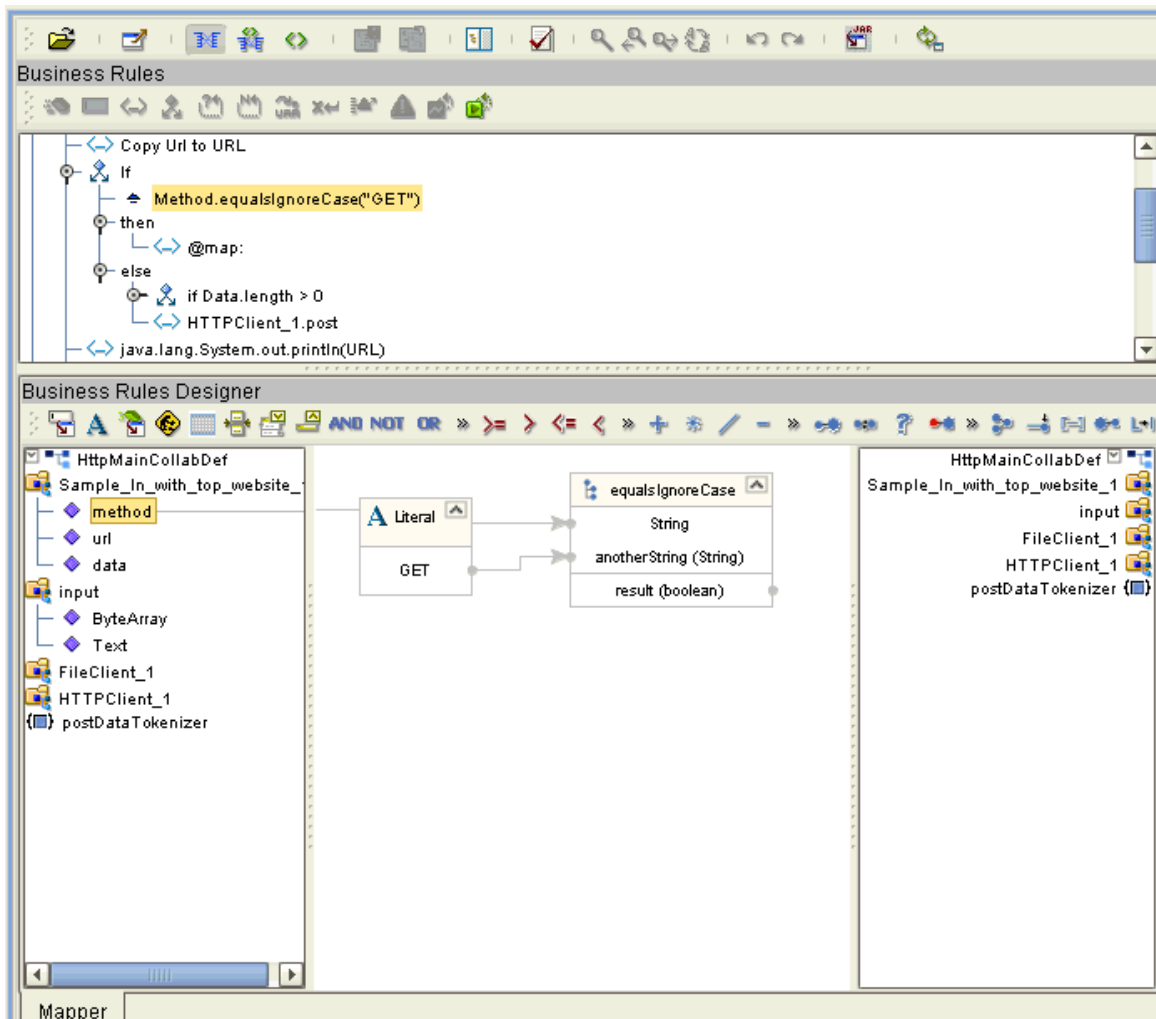 JAR
Business Rules
Copy Url to URL
If
Method.equalsIgnoreCase("GET")
then
@map:
else
if Data.length > 0
HTTPClient_1.post
java.lang.System.out.println(URL)
Business Rules Designer
A AND NOT OR » >= > <= < » + / - » ? »
HttpMainCollabDef
Sample_In_with_top_website_
method
url
data
input
ByteArray
Text
FileClient_1
HTTPClient_1
postDataTokenizer
A Literal
GET
equalsIgnoreCase
String
anotherString (String)
result (boolean)
HttpMainCollabDef
Sample_In_with_top_website_1
input
FileClient_1
HTTPClient_1
postDataTokenizer
Mapper